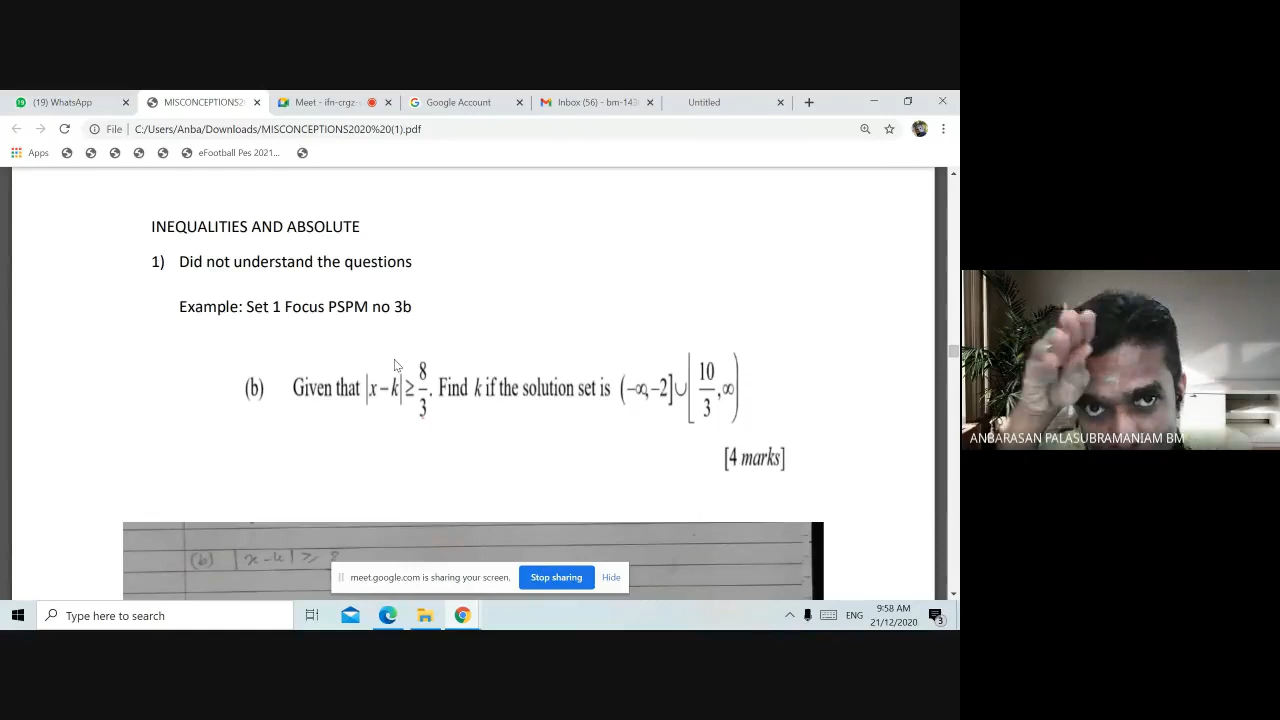 (19) WhatsApp
MISCONCEPTIONS2
Meet - ifn-crgz-
Google Account
Inbox (56) - bm-143
Untitled
File C:/Users/Anba/Downloads/MISCONCEPTIONS2020%20(1).pdf
Apps
eFootball Pes 2021...
INEQUALITIES AND ABSOLUTE
1) Did not understand the questions
Example: Set 1 Focus PSPM no 3b
(b) Given that |x-k| ≥ 8/3. Find k if the solution set is (-∞,-2]∪[10/3,∞)
[4 marks]
(b) |x-k| ≥ 8
meet.google.com is sharing your screen. Stop sharing Hide
ANBARASAN PALASUBRAMANIAM BM
Type here to search
ENG
9:58 AM
21/12/2020
3